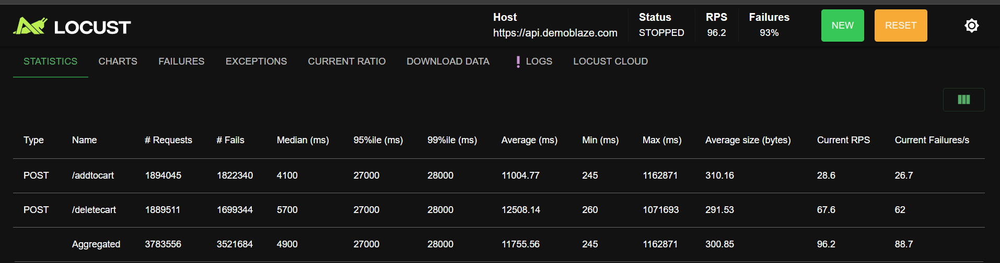 LOCUST
Host Status RPS Failures
https://api.demoblaze.com STOPPED 96.2 93%
NEW RESET
STATISTICS CHARTS FAILURES EXCEPTIONS CURRENT RATIO DOWNLOAD DATA ! LOGS LOCUST CLOUD
Type Name # Requests # Fails Median (ms) 95%ile (ms) 99%ile (ms) Average (ms) Min (ms) Max (ms) Average size (bytes) Current RPS Current Failures/s
POST /addtocart 1894045 1822340 4100 27000 28000 11004.77 245 1162871 310.16 28.6 26.7
POST /deletecart 1889511 1699344 5700 27000 28000 12508.14 260 1071693 291.53 67.6 62
Aggregated 3783556 3521684 4900 27000 28000 11755.56 245 1162871 300.85 96.2 88.7